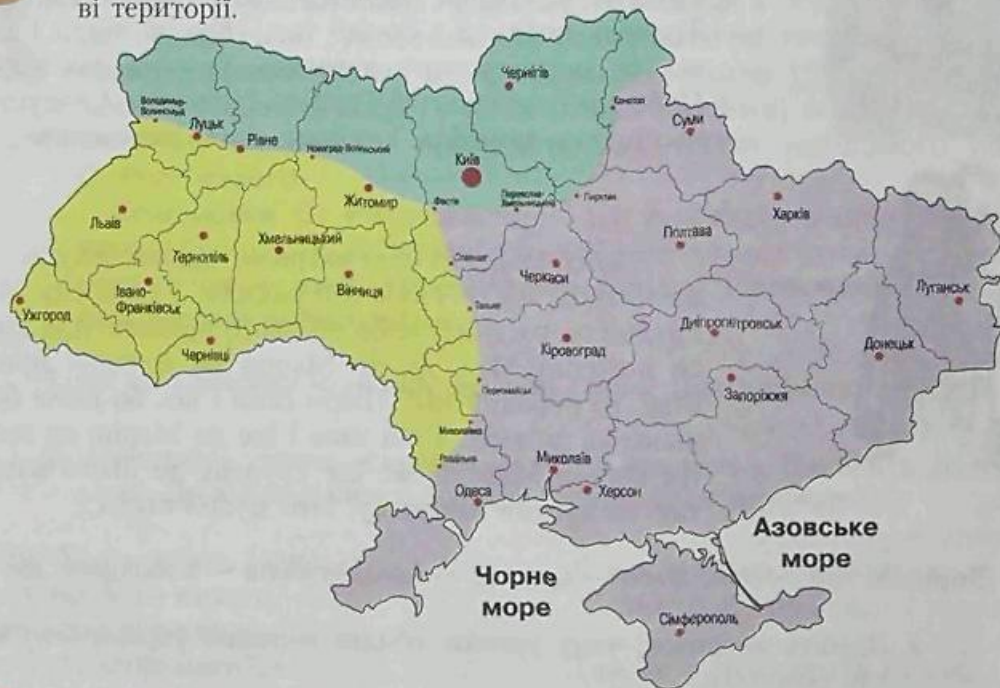 ві території.
Чернігів
Володимир-
Волинський
Луцьк
Рівне
Новоград-Волинський
Київ
Конотоп
Суми
Житомир
Фастів
Переяслав-
Хмельницький
Пирятин
Харків
Львів
Тернопіль
Хмельницький
Полтава
Черкаси
Вінниця
Івано-
Франківськ
Ужгород
Чернівці
Тальне
Кіровоград
Дніпропетровськ
Луганськ
Донецьк
Запоріжжя
Первомайськ
Миколаївка
Роздільна
Миколаїв
Одеса
Херсон
Азовське
море
Чорне
море
Сімферополь